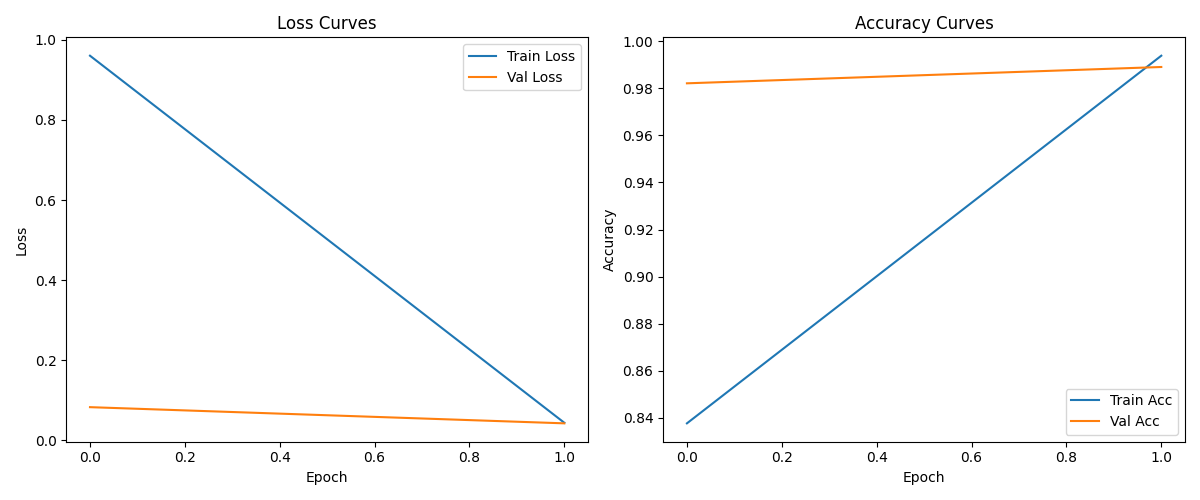 Loss Curves
1.0
0.8
0.6
0.4
0.2
0.0
Loss
Train Loss
Val Loss
0.0 0.2 0.4 0.6 0.8 1.0
Epoch
Accuracy Curves
1.00
0.98
0.96
0.94
0.92
0.90
0.88
0.86
0.84
Accuracy
Train Acc
Val Acc
0.0 0.2 0.4 0.6 0.8 1.0
Epoch